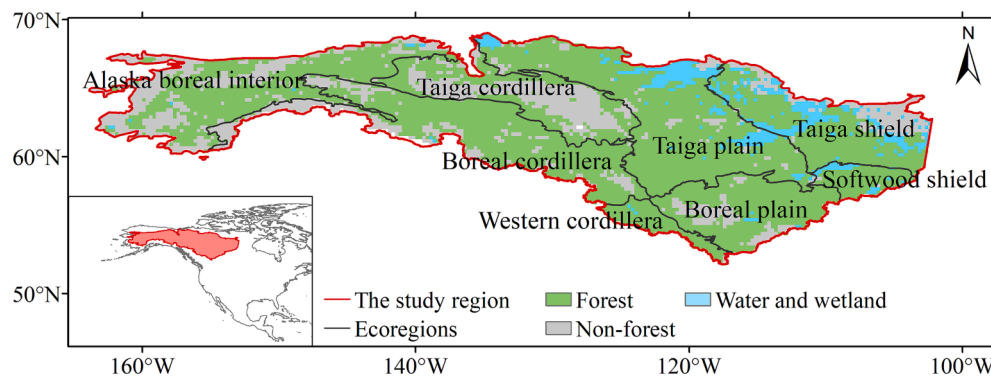 70°N
N
Alaska boreal interior
Taiga cordillera
Taiga plain
Taiga shield
60°N
Boreal cordillera
Softwood shield
Western cordillera
Boreal plain
50°N
The study region
Forest
Water and wetland
Ecoregions
Non-forest
160°W
140°W
120°W
100°W